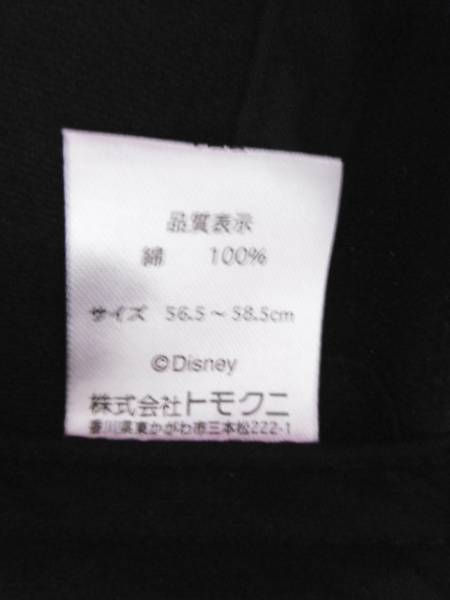 品質表示
綿 100%
サイズ 56.5～58.5cm
©Disney
株式会社トモクニ
香川県東かがわ市三本松222-1